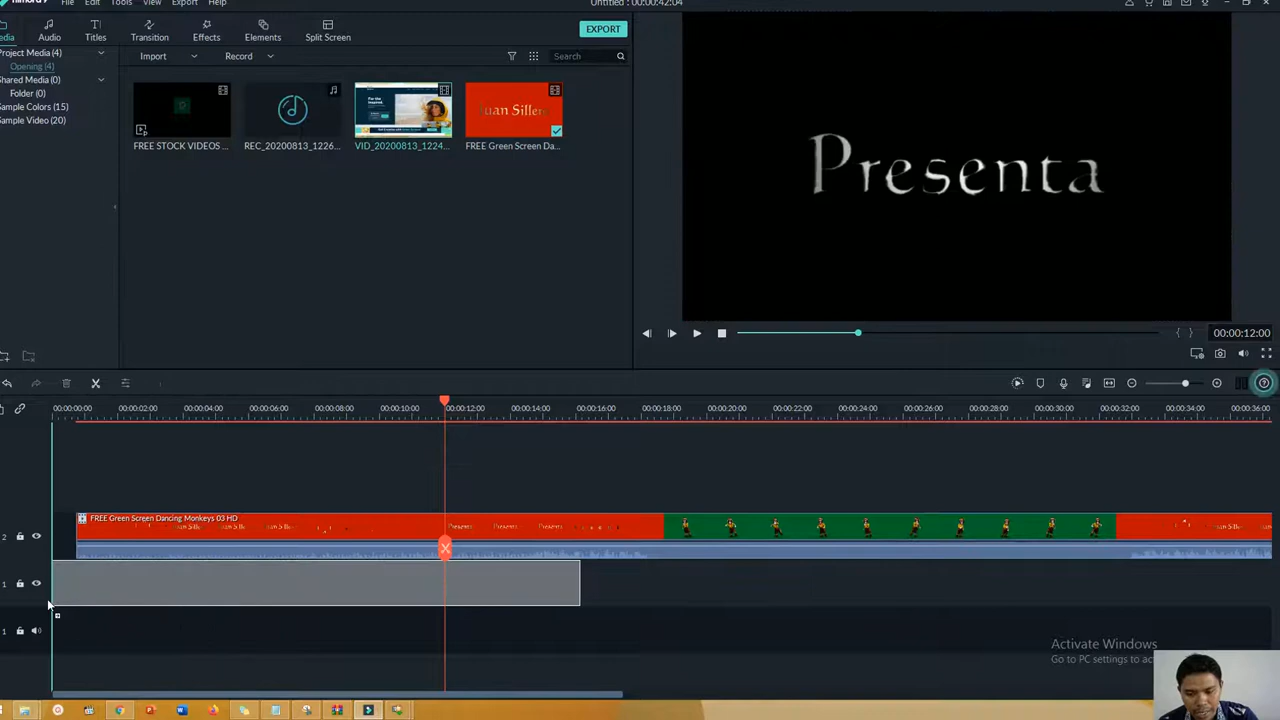 File Edit Tools View Export Help
Untitled : 00:00:42:04
Audio Titles Transition Effects Elements Split Screen
EXPORT
Project Media (4)
Opening (4)
Shared Media (0)
Folder (0)
Sample Colors (15)
Sample Video (20)
Import Record Search
FREE STOCK VIDEOS ... REC_20200813_1226... VID_20200813_1224... FREE Green Screen Da...
Presenta
00:00:12:00
00:00:00:00 00:00:02:00 00:00:04:00 00:00:06:00 00:00:08:00 00:00:10:00 00:00:12:00 00:00:14:00 00:00:16:00 00:00:18:00 00:00:20:00 00:00:22:00 00:00:24:00 00:00:26:00 00:00:28:00 00:00:30:00 00:00:32:00 00:00:34:00 00:00:36:00
FREE Green Screen Dancing Monkeys 03 HD
2
1
1
Activate Windows
Go to PC settings to